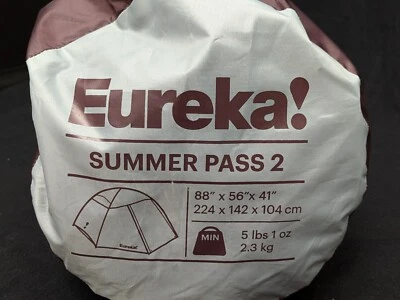 Eureka!
SUMMER PASS 2
88" x 56"x 41"
224 x 142 x 104 cm
Eureka!
MIN
5 lbs 1 oz
2.3 kg